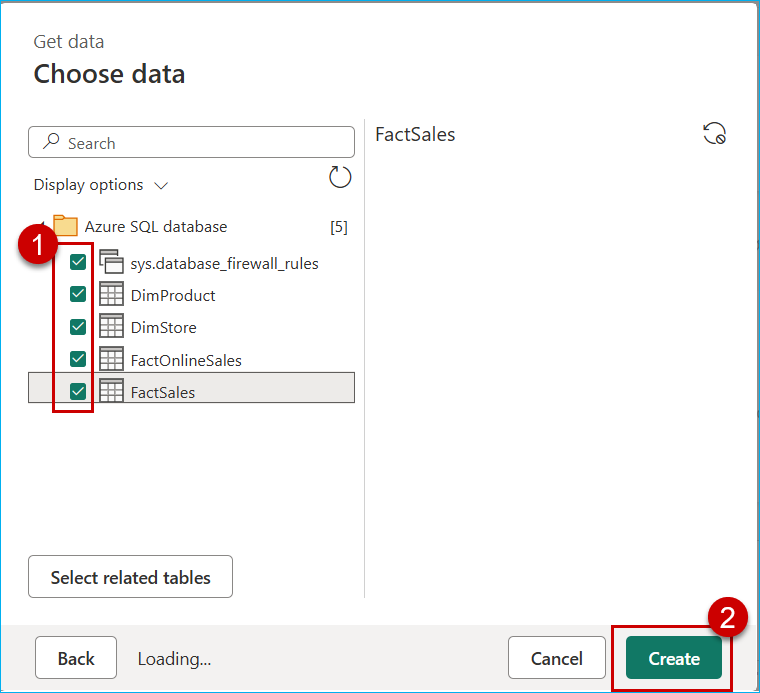 Get data
Choose data
Search
Display options
Azure SQL database [5]
1
sys.database_firewall_rules
DimProduct
DimStore
FactOnlineSales
FactSales
Select related tables
FactSales
2
Back Loading... Cancel Create